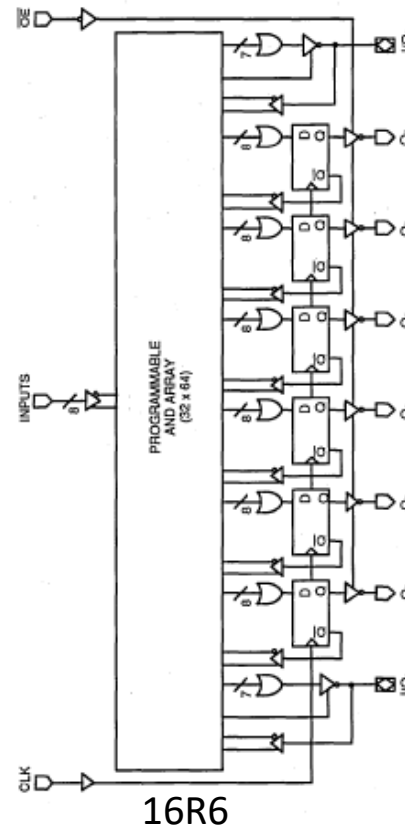 OE
INPUTS
CLK
PROGRAMMABLE
AND ARRAY
(32 x 64)
7
8
8
8
8
8
8
7
8
D Q
Q
D Q
Q
D Q
Q
D Q
Q
D Q
Q
D Q
Q
16R6